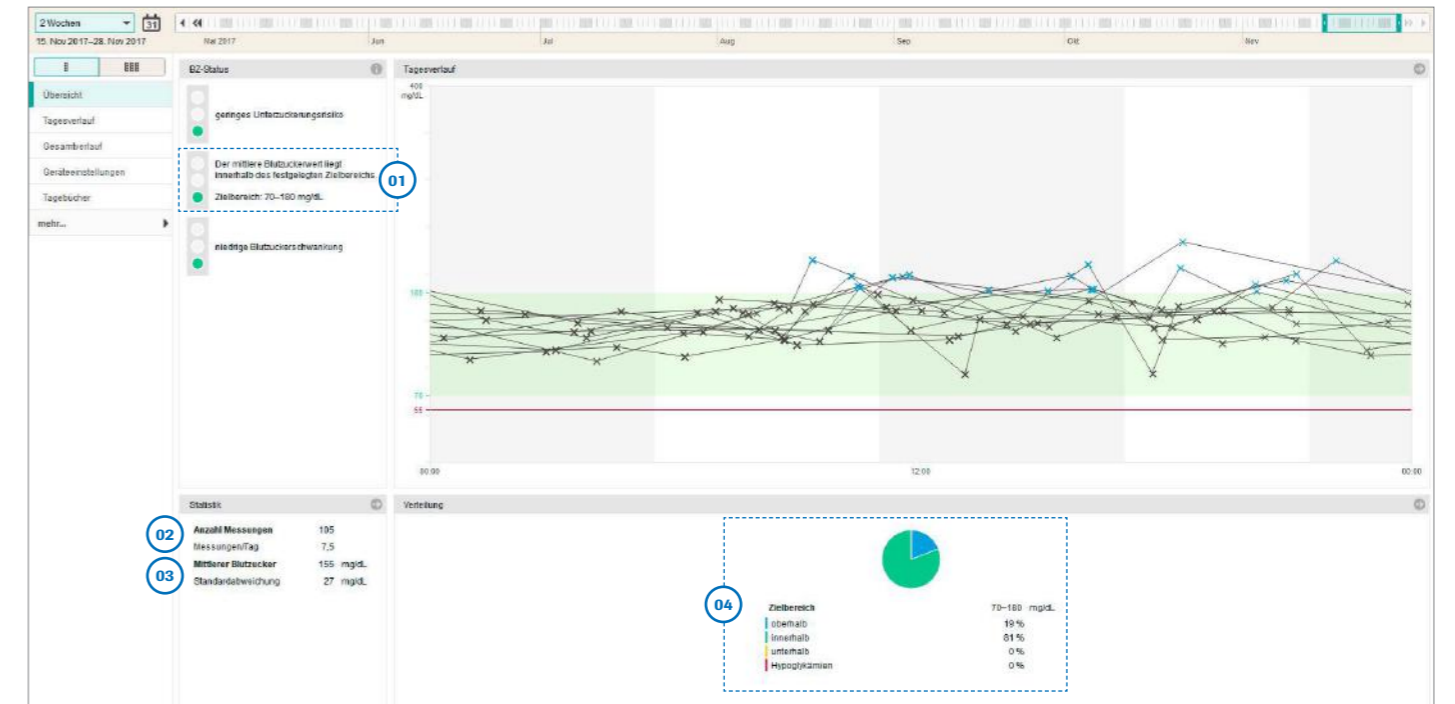 2 Wochen
31
15. Nov 2017–28. Nov 2017
Mai 2017
Jun
Jul
Aug
Sep
Okt
Nov
Übersicht
Tagesverlauf
Gesamtverlauf
Geräteeinstellungen
Tagebücher
mehr...
BZ-Status
geringes Unterzuckerungsrisiko
Der mittlere Blutzuckerwert liegt
innerhalb des festgelegten Zielbereichs.
Zielbereich: 70–180 mg/dL
01
niedrige Blutzuckerschwankung
Tagesverlauf
400
mg/dL
180
70
55
00:00
12:00
00:00
Statistik
02
Anzahl Messungen 105
Messungen/Tag 7,5
03
Mittlerer Blutzucker 155 mg/dL
Standardabweichung 27 mg/dL
Verteilung
04
Zielbereich 70–180 mg/dL
oberhalb 19 %
innerhalb 81 %
unterhalb 0 %
Hypoglykämien 0 %